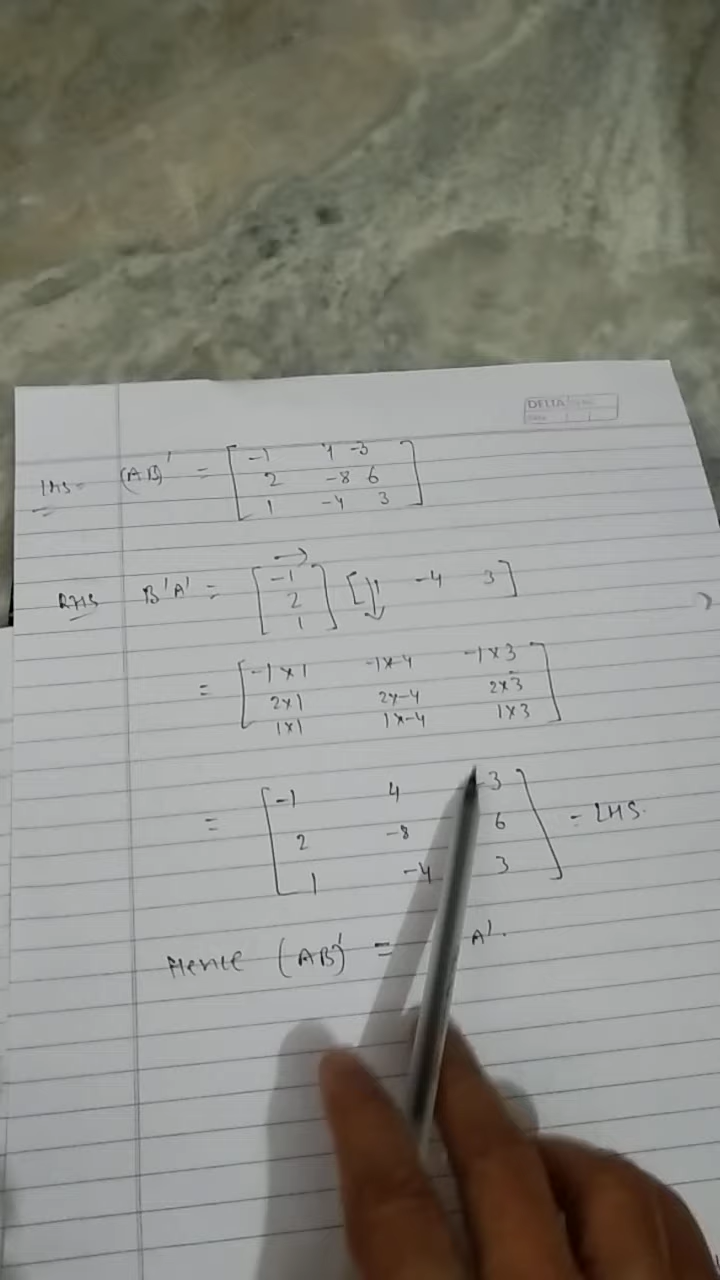 DELTA
LHS = (AB)' = [ -1 4 -3
2 -8 6
1 -4 3 ]
RHS B'A' = [ -1
2
1 ] [ 1 -4 3 ]
= [ -1×1 -1×-4 -1×3
2×1 2×-4 2×3
1×1 1×-4 1×3 ]
= [ -1 4 -3
2 -8 6
1 -4 3 ] = LHS.
Hence (AB)' = A'.